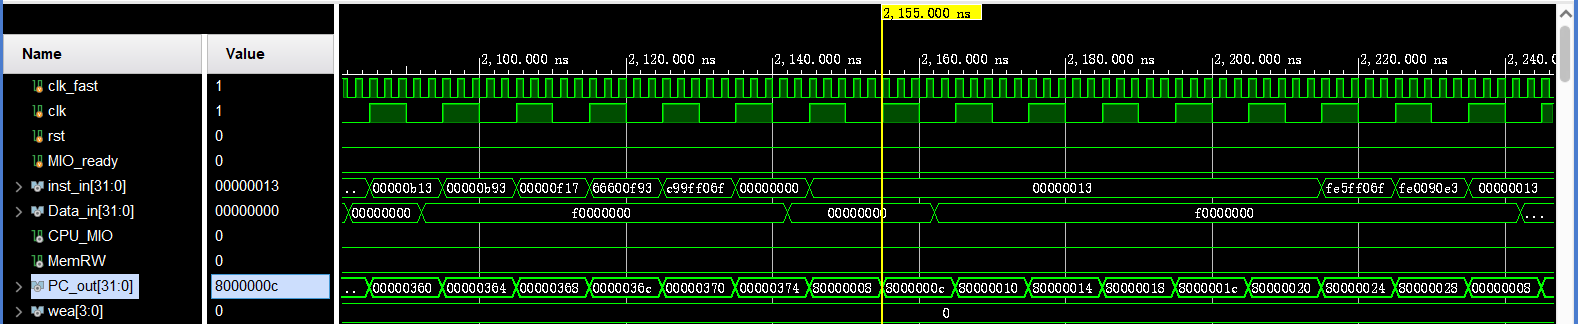 2,155.000 ns
Name Value
2,100.000 ns 2,120.000 ns 2,140.000 ns 2,160.000 ns 2,180.000 ns 2,200.000 ns 2,220.000 ns 2,240.0
clk_fast 1
clk 1
rst 0
MIO_ready 0
inst_in[31:0] 00000013 .. 00000b13 00000b93 00000f17 66600f93 c99ff06f 00000000 00000013 fe5ff06f fe0090e3 00000013
Data_in[31:0] 00000000 00000000 f0000000 00000000 f0000000 ...
CPU_MIO 0
MemRW 0
PC_out[31:0] 8000000c .. 00000360 00000364 00000368 0000036c 00000370 00000374 80000008 8000000c 80000010 80000014 80000018 8000001c 80000020 80000024 80000028 00000008
wea[3:0] 0 0